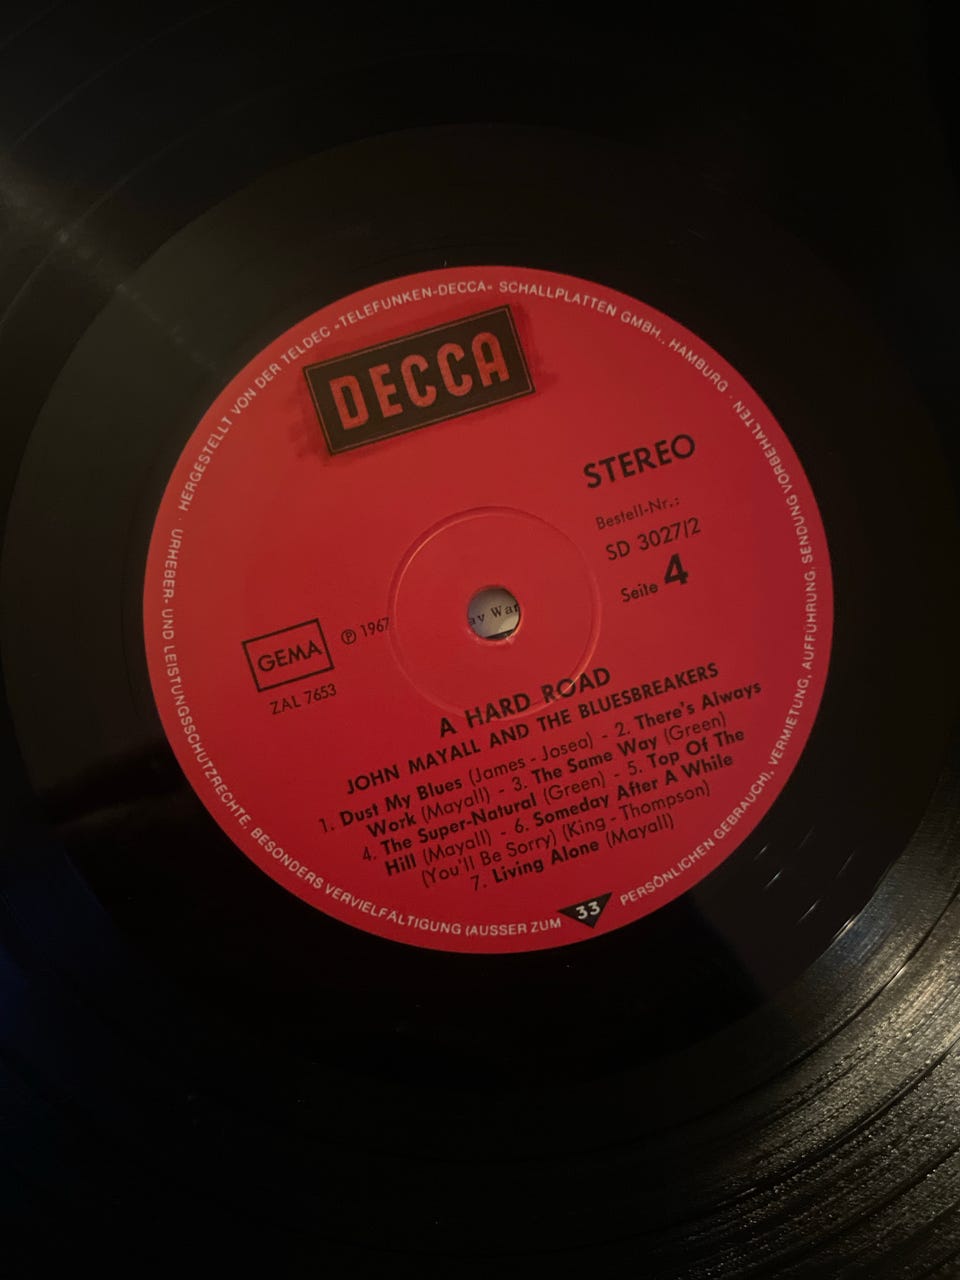 HERGESTELLT VON DER TELDEC »TELEFUNKEN-DECCA« SCHALLPLATTEN GMBH., HAMBURG · URHEBER- UND LEISTUNGSSCHUTZRECHTE, BESONDERS VERVIELFÄLTIGUNG (AUSSER ZUM PERSÖNLICHEN GEBRAUCH), VERMIETUNG, AUFFÜHRUNG, SENDUNG VORBEHALTEN ·
DECCA
STEREO
Bestell-Nr.:
SD 3027/2
Seite 4
GEMA
℗ 1967
ZAL 7653
A HARD ROAD
JOHN MAYALL AND THE BLUESBREAKERS
1. Dust My Blues (James - Josea) - 2. There's Always
Work (Mayall) - 3. The Same Way (Green)
4. The Super-Natural (Green) - 5. Top Of The
Hill (Mayall) - 6. Someday After A While
(You'll Be Sorry) (King - Thompson)
7. Living Alone (Mayall)
33